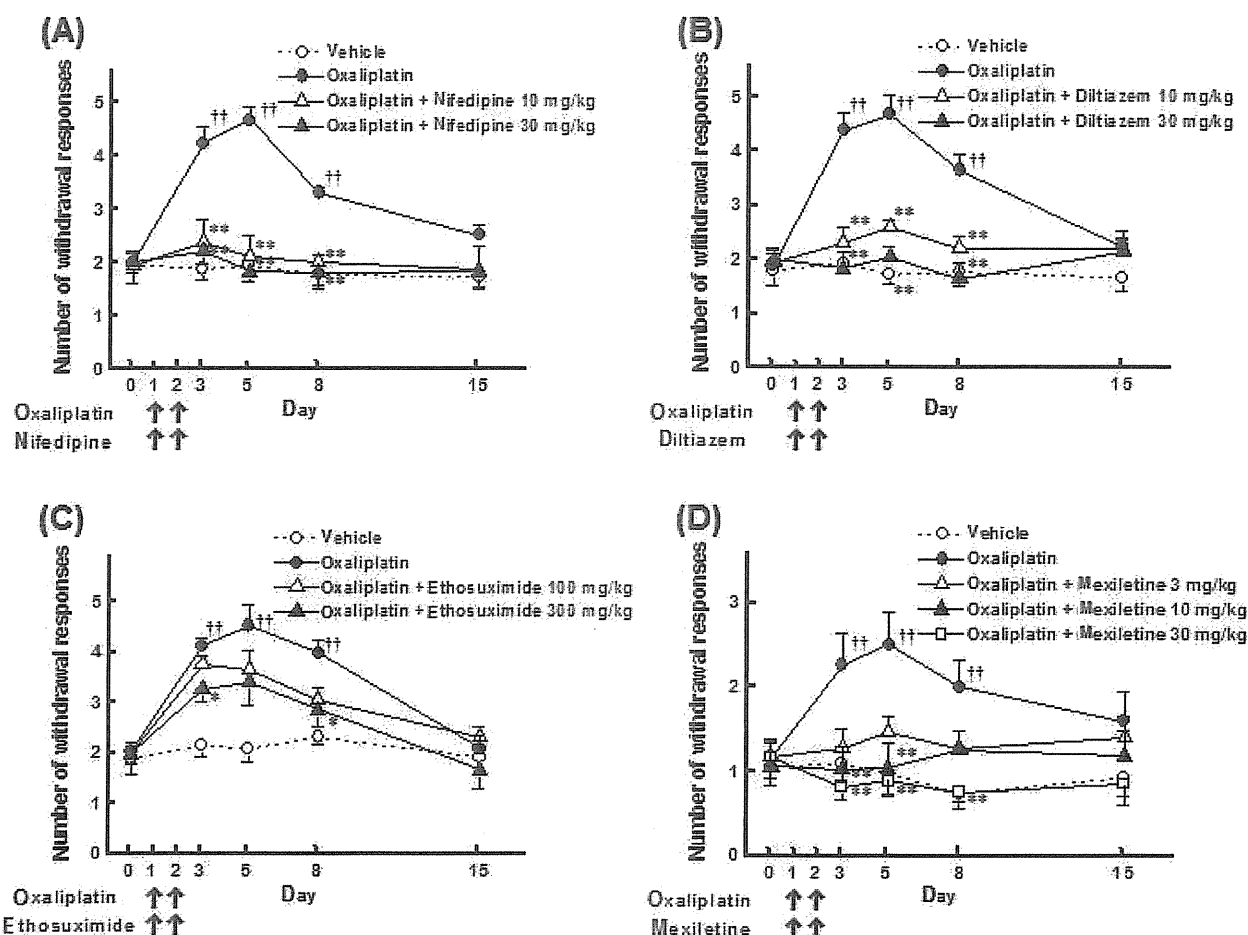 (A)
Vehicle
Oxaliplatin
Oxaliplatin + Nifedipine 10 mg/kg
Oxaliplatin + Nifedipine 30 mg/kg
Number of withdrawal responses
5
4
3
2
1
0
††
††
††
**
**
**
**
**
**
0 1 2 3 5 8 15
Day
Oxaliplatin ↑ ↑
Nifedipine ↑ ↑
(B)
Vehicle
Oxaliplatin
Oxaliplatin + Diltiazem 10 mg/kg
Oxaliplatin + Diltiazem 30 mg/kg
Number of withdrawal responses
5
4
3
2
1
0
††
††
††
**
**
**
**
**
**
0 1 2 3 5 8 15
Day
Oxaliplatin ↑ ↑
Diltiazem ↑ ↑
(C)
Vehicle
Oxaliplatin
Oxaliplatin + Ethosuximide 100 mg/kg
Oxaliplatin + Ethosuximide 300 mg/kg
Number of withdrawal responses
5
4
3
2
1
0
††
††
††
*
*
0 1 2 3 5 8 15
Day
Oxaliplatin ↑ ↑
Ethosuximide ↑ ↑
(D)
Vehicle
Oxaliplatin
Oxaliplatin + Mexiletine 3 mg/kg
Oxaliplatin + Mexiletine 10 mg/kg
Oxaliplatin + Mexiletine 30 mg/kg
Number of withdrawal responses
3
2
1
0
††
††
††
**
**
**
**
**
0 1 2 3 5 8 15
Day
Oxaliplatin ↑ ↑
Mexiletine ↑ ↑